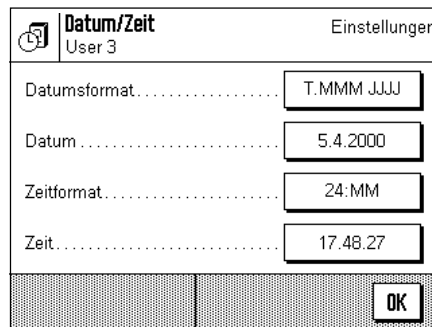 Datum/Zeit Einstellungen
User 3
Datumsformat.................. T.MMM JJJJ
Datum ...................... 5.4.2000
Zeitformat...................... 24:MM
Zeit............................ 17.48.27
OK